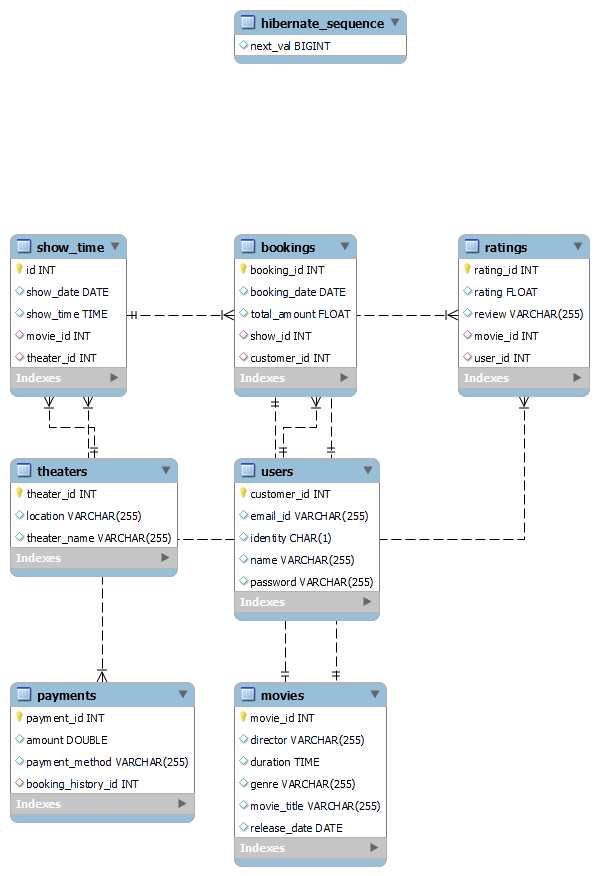 hibernate_sequence
next_val BIGINT
show_time
id INT
show_date DATE
show_time TIME
movie_id INT
theater_id INT
Indexes
bookings
booking_id INT
booking_date DATE
total_amount FLOAT
show_id INT
customer_id INT
Indexes
ratings
rating_id INT
rating FLOAT
review VARCHAR(255)
movie_id INT
user_id INT
Indexes
theaters
theater_id INT
location VARCHAR(255)
theater_name VARCHAR(255)
Indexes
users
customer_id INT
email_id VARCHAR(255)
identity CHAR(1)
name VARCHAR(255)
password VARCHAR(255)
Indexes
payments
payment_id INT
amount DOUBLE
payment_method VARCHAR(255)
booking_history_id INT
Indexes
movies
movie_id INT
director VARCHAR(255)
duration TIME
genre VARCHAR(255)
movie_title VARCHAR(255)
release_date DATE
Indexes